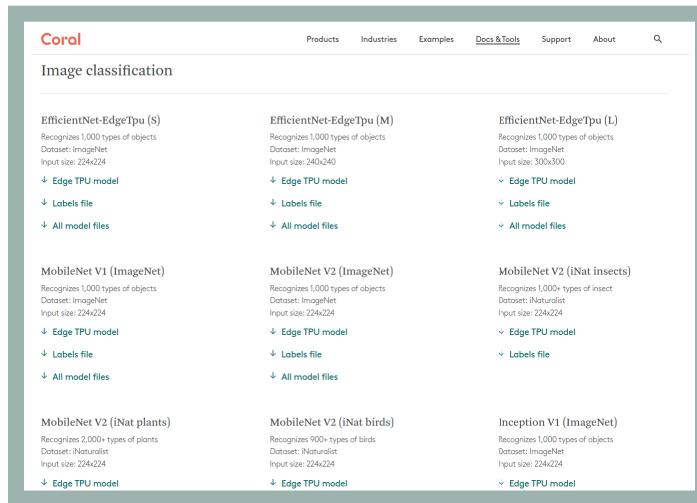 Coral
Products Industries Examples Docs & Tools Support About
Image classification
EfficientNet-EdgeTpu (S)
Recognizes 1,000 types of objects
Dataset: ImageNet
Input size: 224x224
Edge TPU model
Labels file
All model files
EfficientNet-EdgeTpu (M)
Recognizes 1,000 types of objects
Dataset: ImageNet
Input size: 240x240
Edge TPU model
Labels file
All model files
EfficientNet-EdgeTpu (L)
Recognizes 1,000 types of objects
Dataset: ImageNet
Input size: 300x300
Edge TPU model
Labels file
All model files
MobileNet V1 (ImageNet)
Recognizes 1,000 types of objects
Dataset: ImageNet
Input size: 224x224
Edge TPU model
Labels file
All model files
MobileNet V2 (ImageNet)
Recognizes 1,000 types of objects
Dataset: ImageNet
Input size: 224x224
Edge TPU model
Labels file
All model files
MobileNet V2 (iNat insects)
Recognizes 1,000+ types of insect
Dataset: iNaturalist
Input size: 224x224
Edge TPU model
Labels file
MobileNet V2 (iNat plants)
Recognizes 2,000+ types of plants
Dataset: iNaturalist
Input size: 224x224
Edge TPU model
MobileNet V2 (iNat birds)
Recognizes 900+ types of birds
Dataset: iNaturalist
Input size: 224x224
Edge TPU model
Inception V1 (ImageNet)
Recognizes 1,000 types of objects
Dataset: ImageNet
Input size: 224x224
Edge TPU model